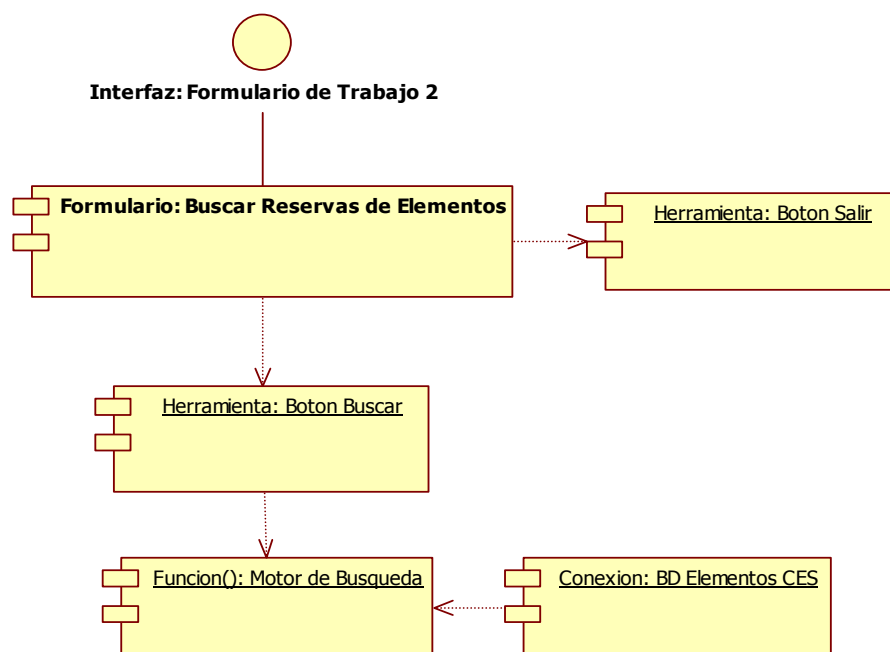 Interfaz: Formulario de Trabajo 2
Formulario: Buscar Reservas de Elementos
Herramienta: Boton Salir
Herramienta: Boton Buscar
Funcion(): Motor de Busqueda
Conexion: BD Elementos CES